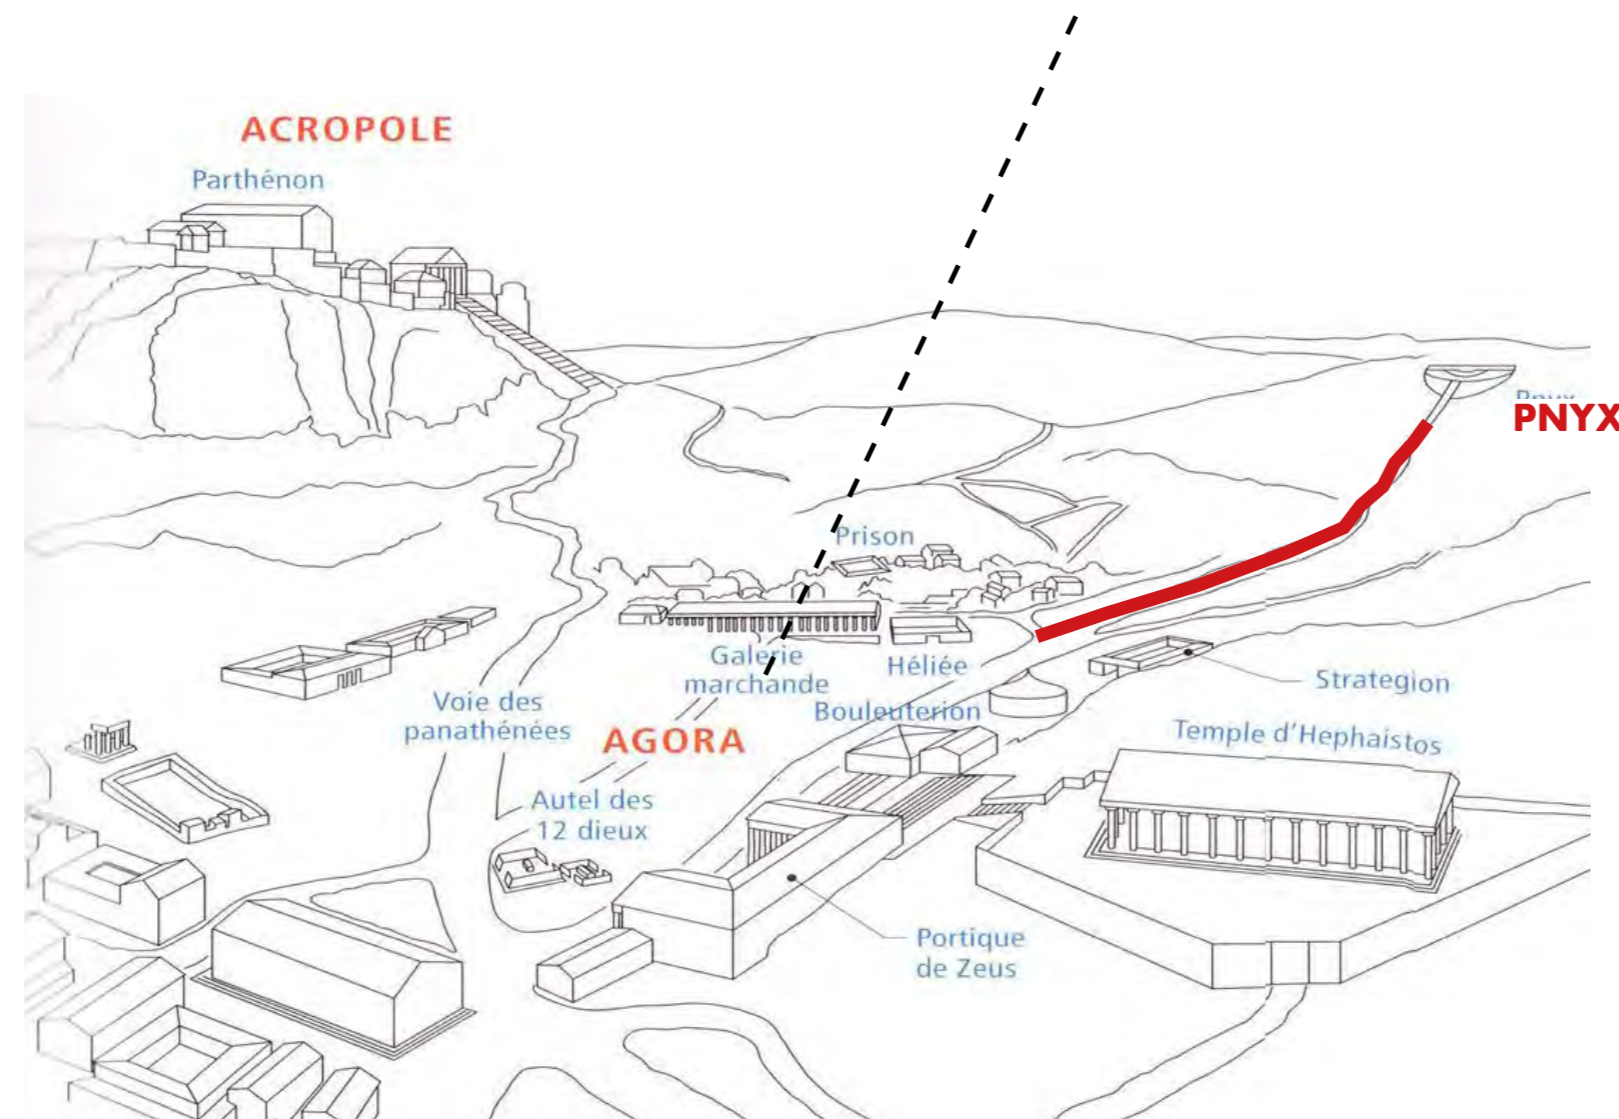 ACROPOLE
Parthénon
PNYX
Prison
Galerie
marchande
Héliée
Strategion
Voie des
panathénées
Bouleuterion
AGORA
Temple d'Hephaistos
Autel des
12 dieux
Portique
de Zeus